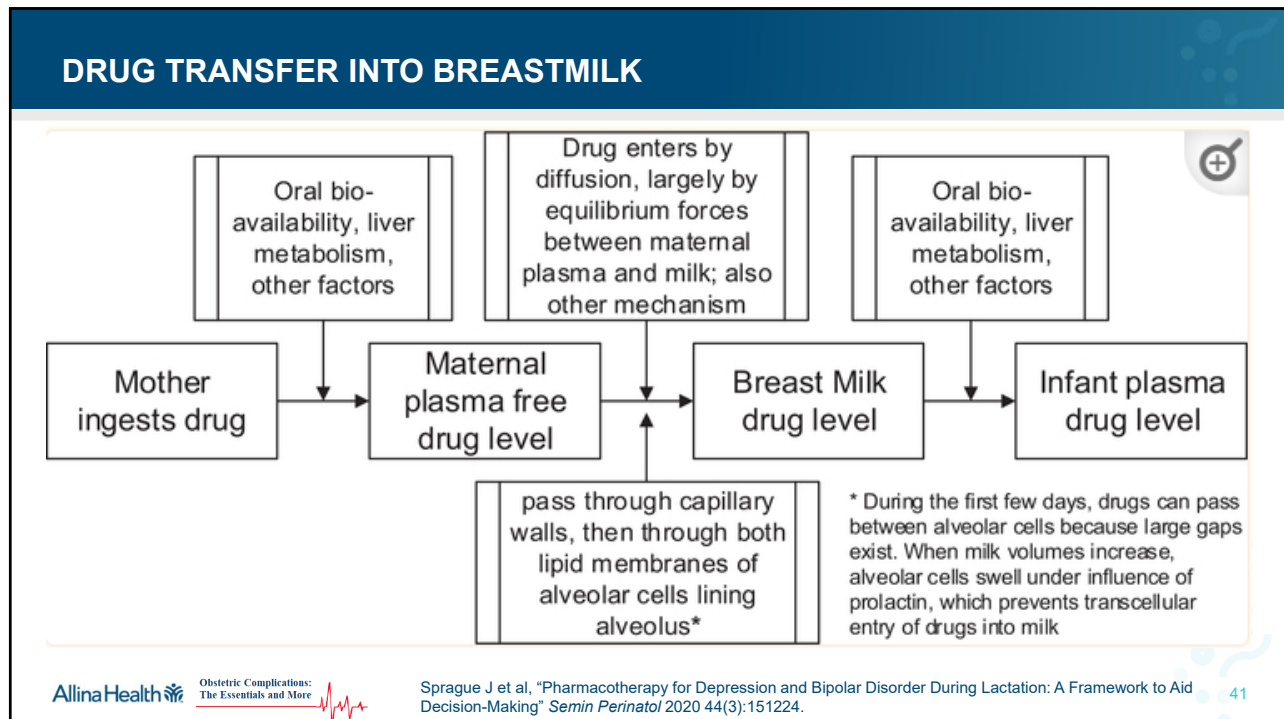 DRUG TRANSFER INTO BREASTMILK
Oral bio-
availability, liver
metabolism,
other factors
Drug enters by
diffusion, largely by
equilibrium forces
between maternal
plasma and milk; also
other mechanism
Oral bio-
availability, liver
metabolism,
other factors
Mother
ingests drug
Maternal
plasma free
drug level
Breast Milk
drug level
Infant plasma
drug level
pass through capillary
walls, then through both
lipid membranes of
alveolar cells lining
alveolus*
* During the first few days, drugs can pass
between alveolar cells because large gaps
exist. When milk volumes increase,
alveolar cells swell under influence of
prolactin, which prevents transcellular
entry of drugs into milk
AllinaHealth
Obstetric Complications:
The Essentials and More
Sprague J et al, “Pharmacotherapy for Depression and Bipolar Disorder During Lactation: A Framework to Aid
Decision-Making” Semin Perinatol 2020 44(3):151224.
41